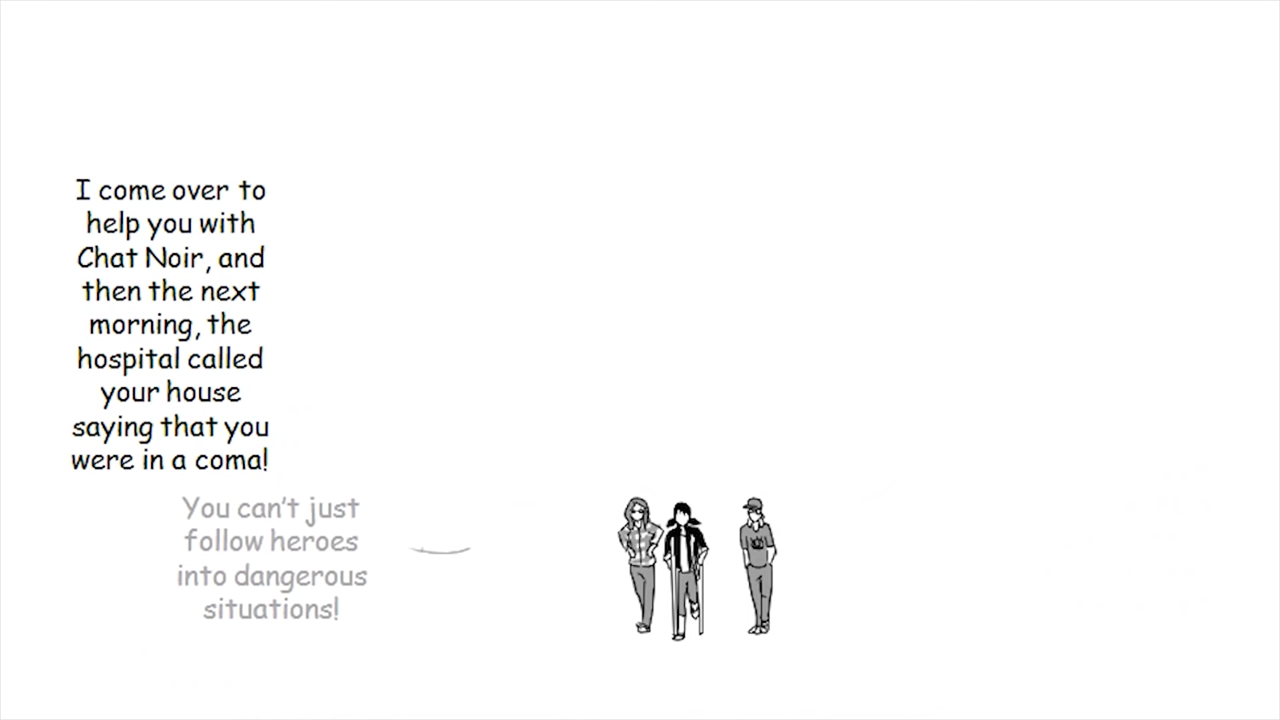 I come over to
help you with
Chat Noir, and
then the next
morning, the
hospital called
your house
saying that you
were in a coma!
You can't just
follow heroes
into dangerous
situations!